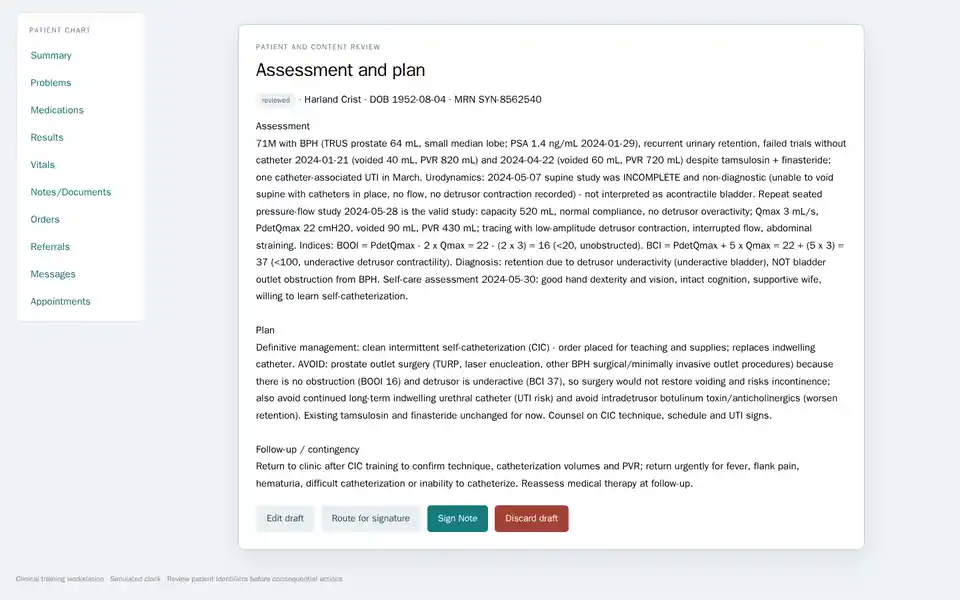 PATIENT CHART
Summary
Problems
Medications
Results
Vitals
Notes/Documents
Orders
Referrals
Messages
Appointments
PATIENT AND CONTENT REVIEW
Assessment and plan
reviewed · Harland Crist · DOB 1952-08-04 · MRN SYN-8562540
Assessment
71M with BPH (TRUS prostate 64 mL, small median lobe; PSA 1.4 ng/mL 2024-01-29), recurrent urinary retention, failed trials without
catheter 2024-01-21 (voided 40 mL, PVR 820 mL) and 2024-04-22 (voided 60 mL, PVR 720 mL) despite tamsulosin + finasteride;
one catheter-associated UTI in March. Urodynamics: 2024-05-07 supine study was INCOMPLETE and non-diagnostic (unable to void
supine with catheters in place, no flow, no detrusor contraction recorded) - not interpreted as acontractile bladder. Repeat seated
pressure-flow study 2024-05-28 is the valid study: capacity 520 mL, normal compliance, no detrusor overactivity; Qmax 3 mL/s,
PdetQmax 22 cmH2O, voided 90 mL, PVR 430 mL; tracing with low-amplitude detrusor contraction, interrupted flow, abdominal
straining. Indices: BOOI = PdetQmax - 2 x Qmax = 22 - (2 x 3) = 16 (<20, unobstructed). BCI = PdetQmax + 5 x Qmax = 22 + (5 x 3) =
37 (<100, underactive detrusor contractility). Diagnosis: retention due to detrusor underactivity (underactive bladder), NOT bladder
outlet obstruction from BPH. Self-care assessment 2024-05-30: good hand dexterity and vision, intact cognition, supportive wife,
willing to learn self-catheterization.
Plan
Definitive management: clean intermittent self-catheterization (CIC) - order placed for teaching and supplies; replaces indwelling
catheter. AVOID: prostate outlet surgery (TURP, laser enucleation, other BPH surgical/minimally invasive outlet procedures) because
there is no obstruction (BOOI 16) and detrusor is underactive (BCI 37), so surgery would not restore voiding and risks incontinence;
also avoid continued long-term indwelling urethral catheter (UTI risk) and avoid intradetrusor botulinum toxin/anticholinergics (worsen
retention). Existing tamsulosin and finasteride unchanged for now. Counsel on CIC technique, schedule and UTI signs.
Follow-up / contingency
Return to clinic after CIC training to confirm technique, catheterization volumes and PVR; return urgently for fever, flank pain,
hematuria, difficult catheterization or inability to catheterize. Reassess medical therapy at follow-up.
Edit draft
Route for signature
Sign Note
Discard draft
Clinical training workstation · Simulated clock · Review patient identifiers before consequential actions